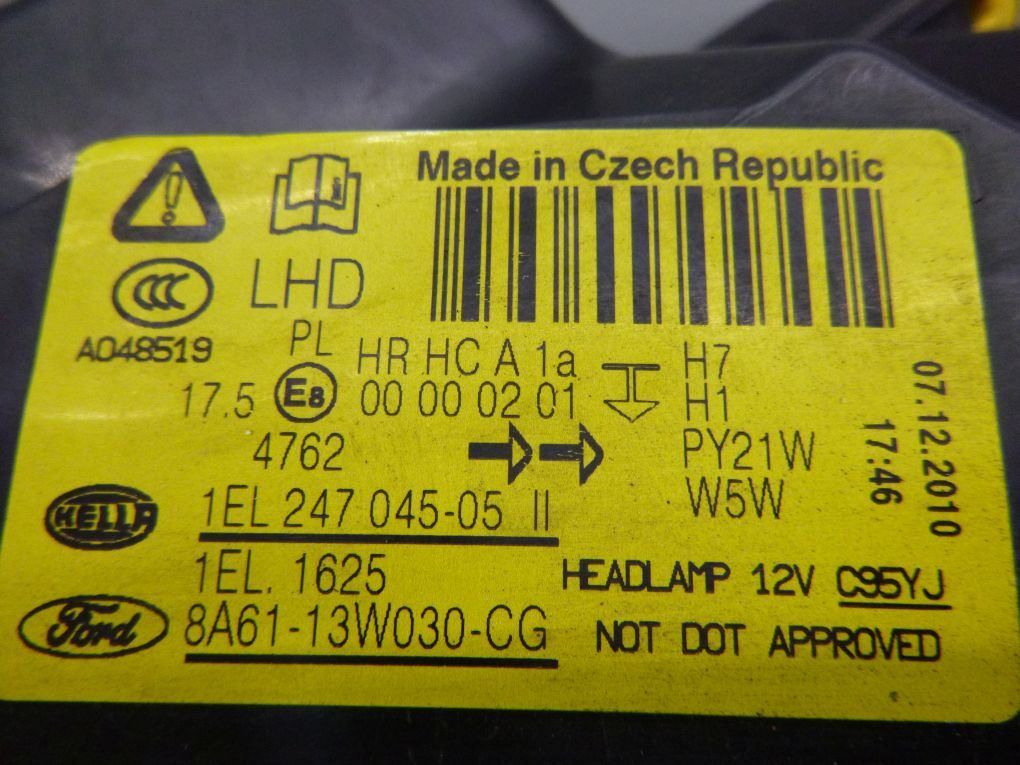 Made in Czech Republic
CCC
LHD
A048519
PL
HR HC A 1a
H7
17.5 E8 00 00 02 01
H1
4762
PY21W
W5W
07.12.2010
17:46
HELLA
1EL 247 045-05 II
1EL. 1625
HEADLAMP 12V C95YJ
Ford
8A61-13W030-CG
NOT DOT APPROVED